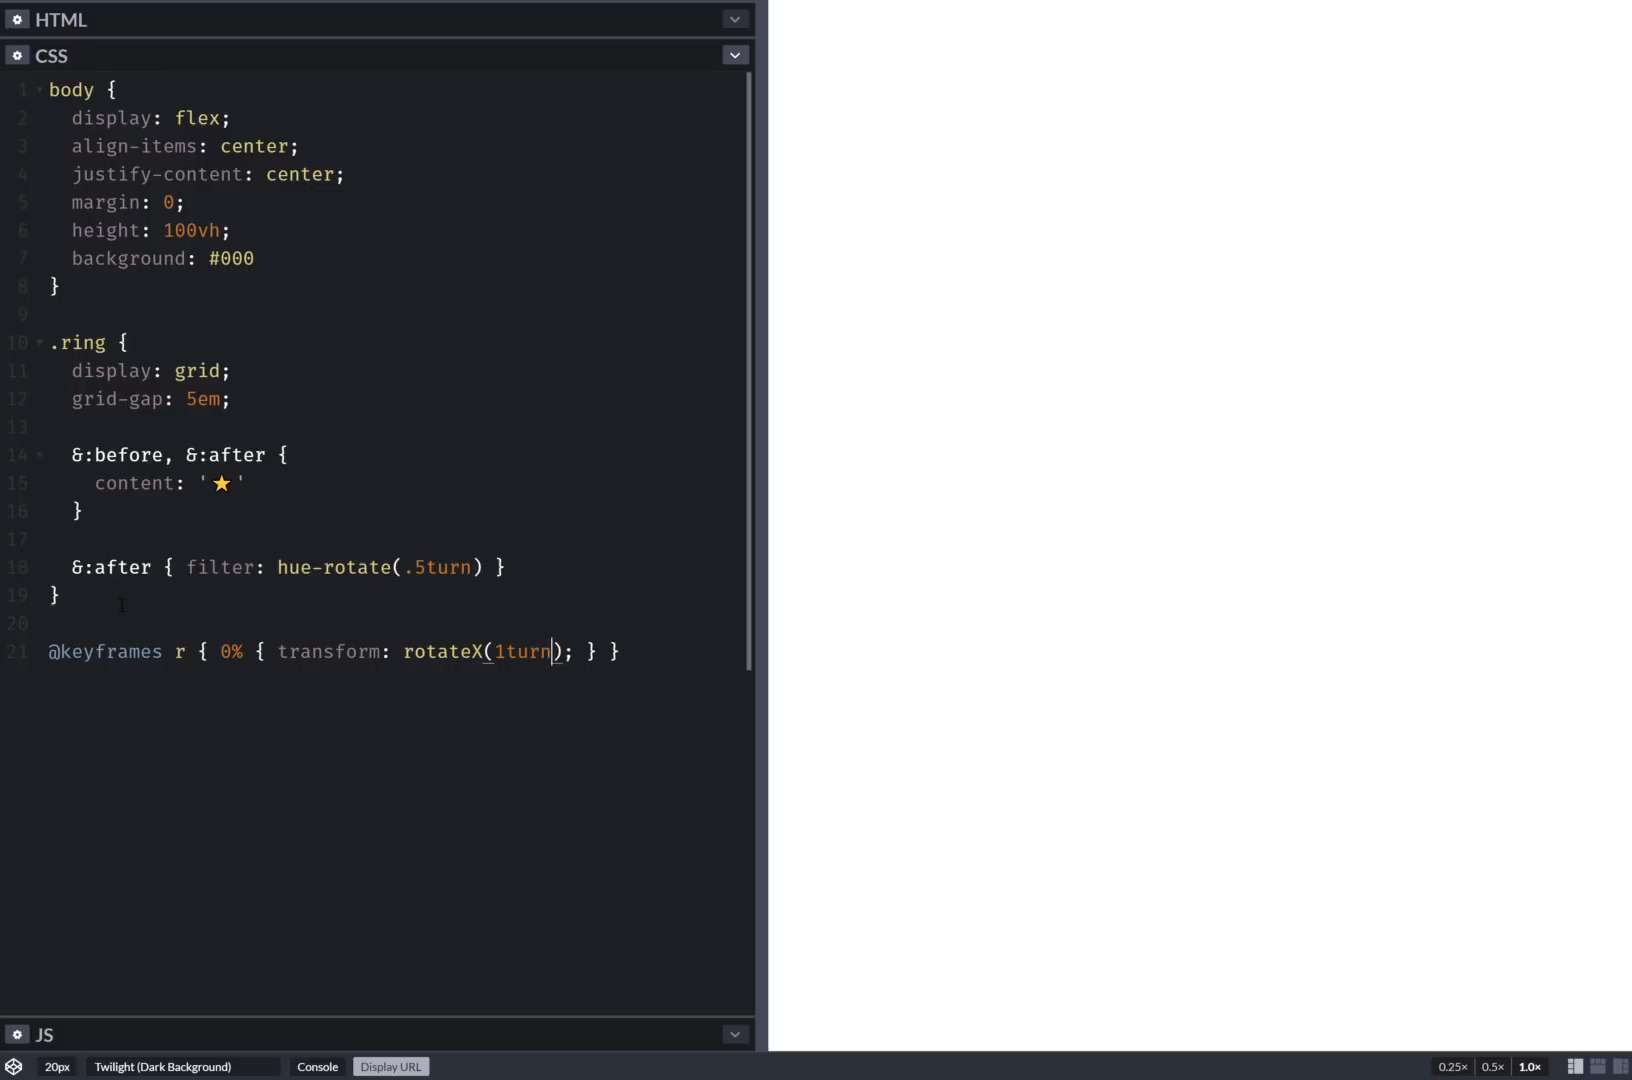 HTML
CSS
1 body {
2 display: flex;
3 align-items: center;
4 justify-content: center;
5 margin: 0;
6 height: 100vh;
7 background: #000
8 }
9
10 .ring {
11 display: grid;
12 grid-gap: 5em;
13
14 &:before, &:after {
15 content: '⭐'
16 }
17
18 &:after { filter: hue-rotate(.5turn) }
19 }
20
21 @keyframes r { 0% { transform: rotateX(1turn); } }
JS
20px Twilight (Dark Background) Console Display URL 0.25× 0.5× 1.0×